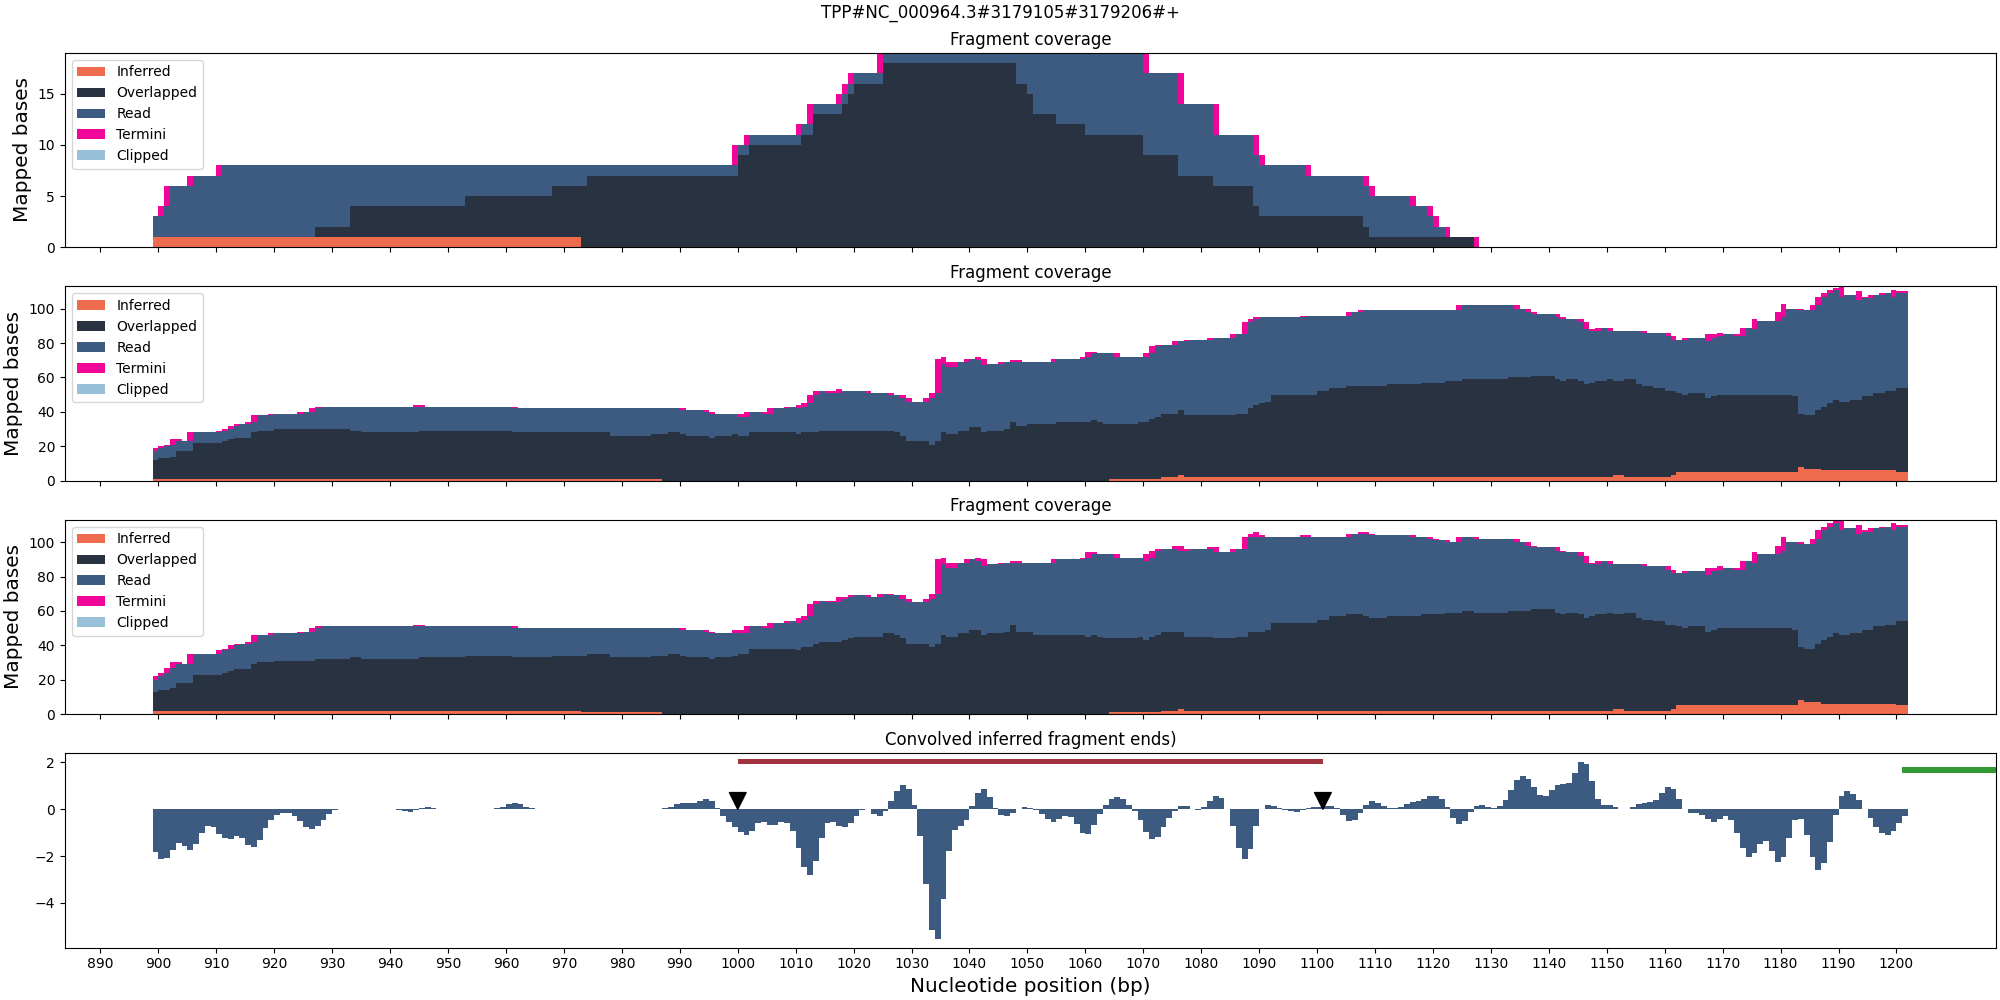 TPP#NC_000964.3#3179105#3179206#+
Fragment coverage
Mapped bases
15
10
5
0
Inferred
Overlapped
Read
Termini
Clipped
Fragment coverage
Mapped bases
100
80
60
40
20
0
Inferred
Overlapped
Read
Termini
Clipped
Fragment coverage
Mapped bases
100
80
60
40
20
0
Inferred
Overlapped
Read
Termini
Clipped
Convolved inferred fragment ends)
2
0
−2
−4
890 900 910 920 930 940 950 960 970 980 990 1000 1010 1020 1030 1040 1050 1060 1070 1080 1090 1100 1110 1120 1130 1140 1150 1160 1170 1180 1190 1200
Nucleotide position (bp)